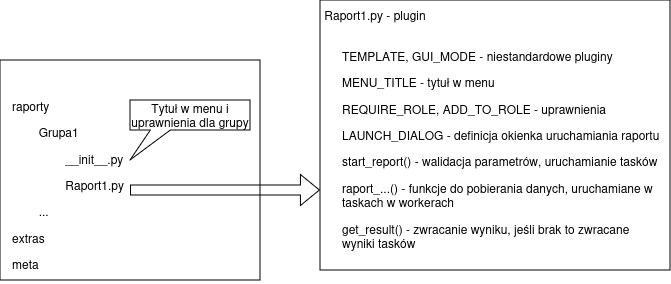 raporty
Grupa1
__init__.py
Raport1.py
...
extras
meta
Tytuł w menu i
uprawnienia dla grupy
Raport1.py - plugin
TEMPLATE, GUI_MODE - niestandardowe pluginy
MENU_TITLE - tytuł w menu
REQUIRE_ROLE, ADD_TO_ROLE - uprawnienia
LAUNCH_DIALOG - definicja okienka uruchamiania raportu
start_report() - walidacja parametrów, uruchamianie tasków
raport_...() - funkcje do pobierania danych, uruchamiane w
taskach w workerach
get_result() - zwracanie wyniku, jeśli brak to zwracane
wyniki tasków